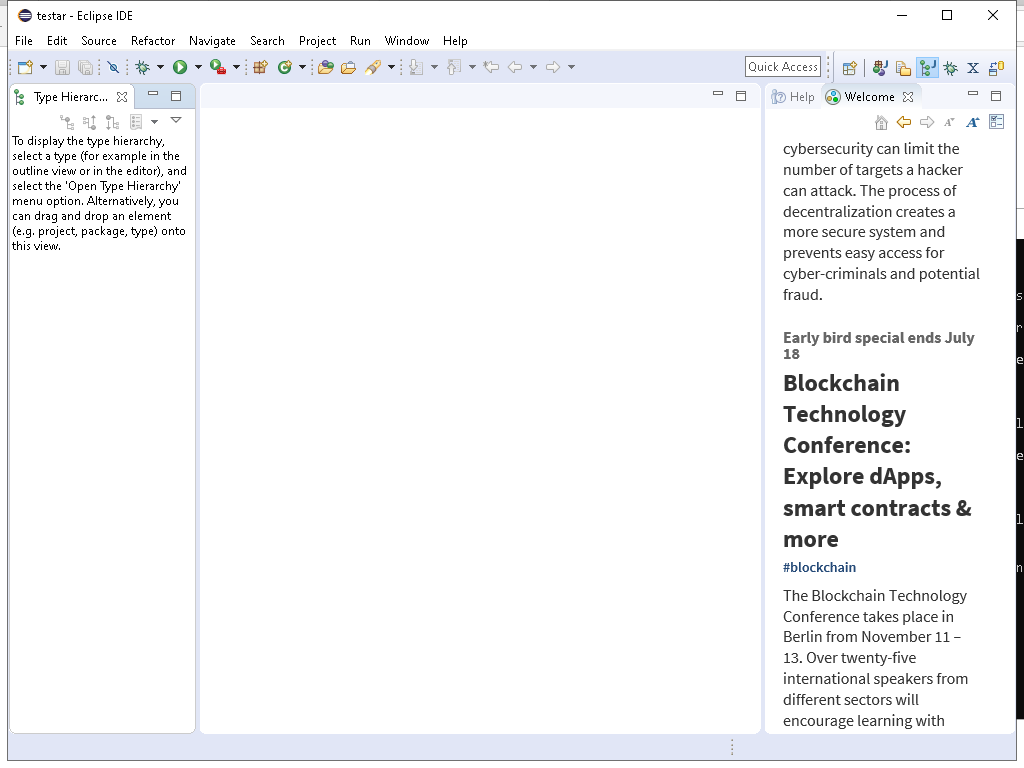 testar - Eclipse IDE
File Edit Source Refactor Navigate Search Project Run Window Help
Quick Access
Type Hierarc...
Help Welcome
To display the type hierarchy,
select a type (for example in the
outline view or in the editor), and
select the 'Open Type Hierarchy'
menu option. Alternatively, you
can drag and drop an element
(e.g. project, package, type) onto
this view.
cybersecurity can limit the
number of targets a hacker
can attack. The process of
decentralization creates a
more secure system and
prevents easy access for
cyber-criminals and potential
fraud.
Early bird special ends July
18
Blockchain
Technology
Conference:
Explore dApps,
smart contracts &
more
#blockchain
The Blockchain Technology
Conference takes place in
Berlin from November 11 –
13. Over twenty-five
international speakers from
different sectors will
encourage learning with